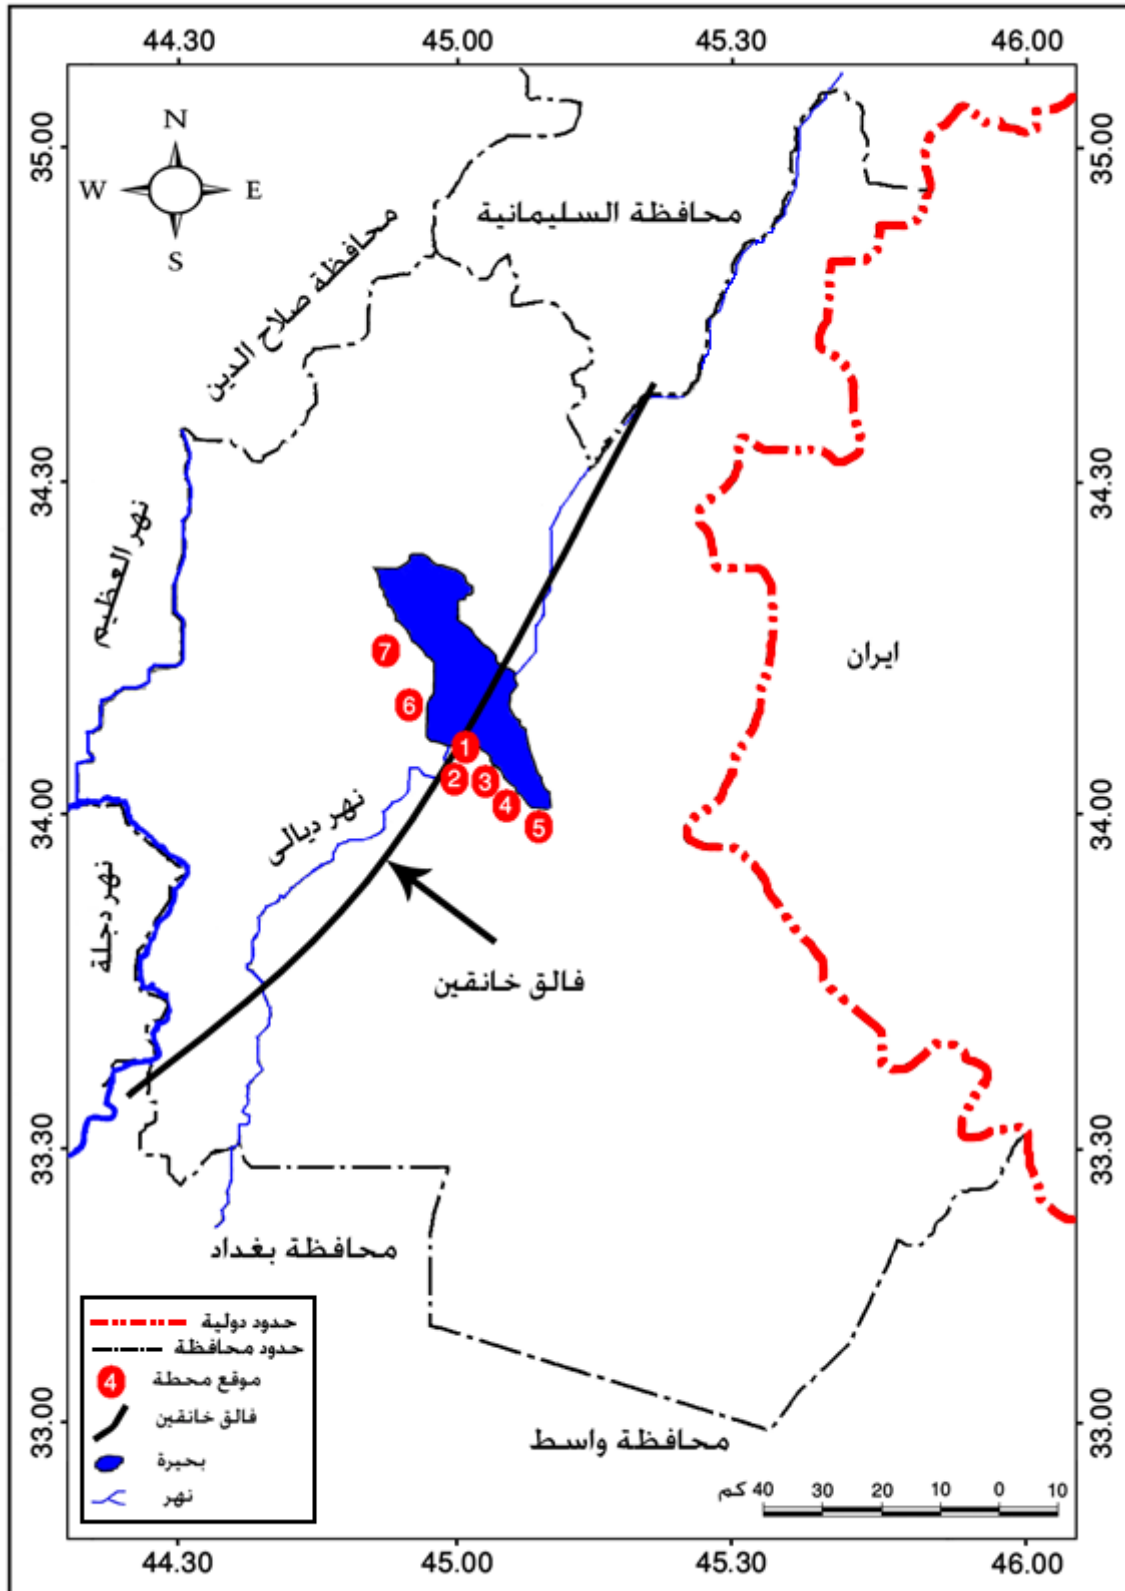 44.30 45.00 45.30 46.00
35.00 35.00
N
W E
S
محافظة السليمانية
محافظة صلاح الدين
34.30 34.30
نهر العظيم
ايران
7
6
1
2 3
4
5
34.00 34.00
نهر ديالى
نهر دجلة
فالق خانقين
33.30 33.30
محافظة بغداد
حدود دولية
حدود محافظة
4 موقع محطة
فالق خانقين
بحيرة
نهر
33.00 33.00
محافظة واسط
كم 40 30 20 10 0 10
44.30 45.00 45.30 46.00